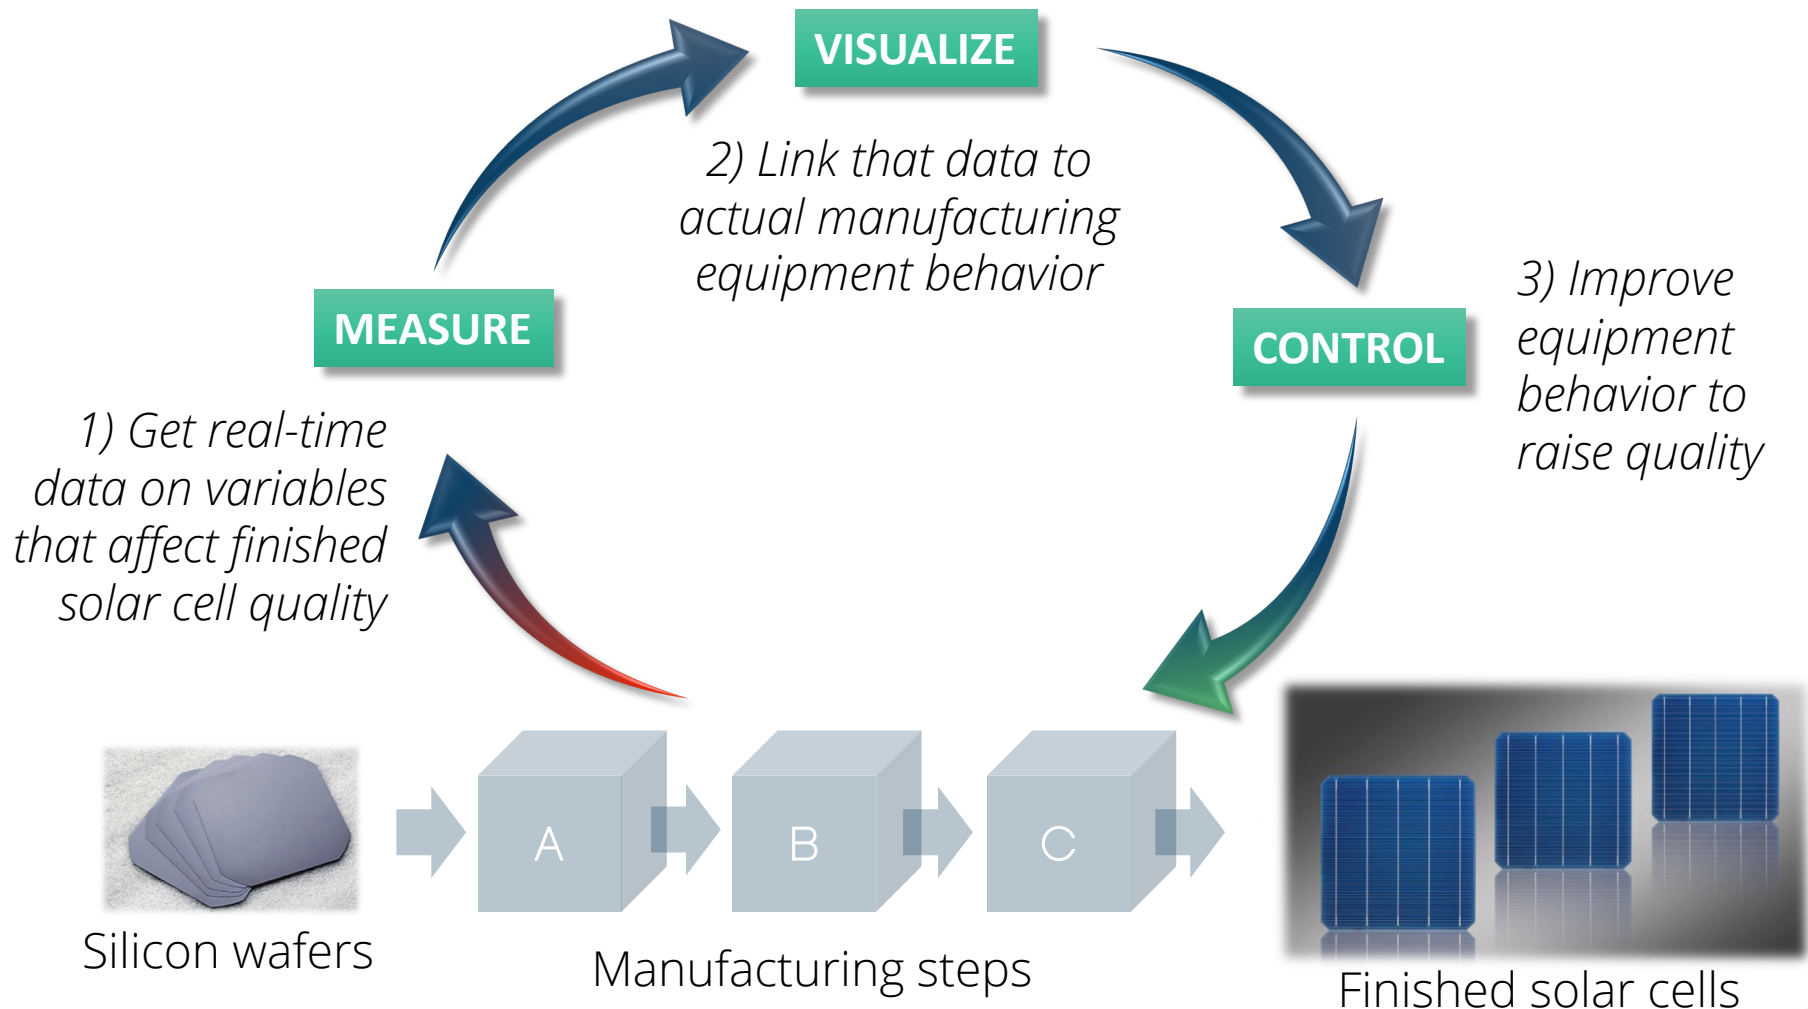 VISUALIZE
2) Link that data to
actual manufacturing
equipment behavior
MEASURE
1) Get real-time
data on variables
that affect finished
solar cell quality
CONTROL
3) Improve
equipment
behavior to
raise quality
A
B
C
Silicon wafers
Manufacturing steps
Finished solar cells